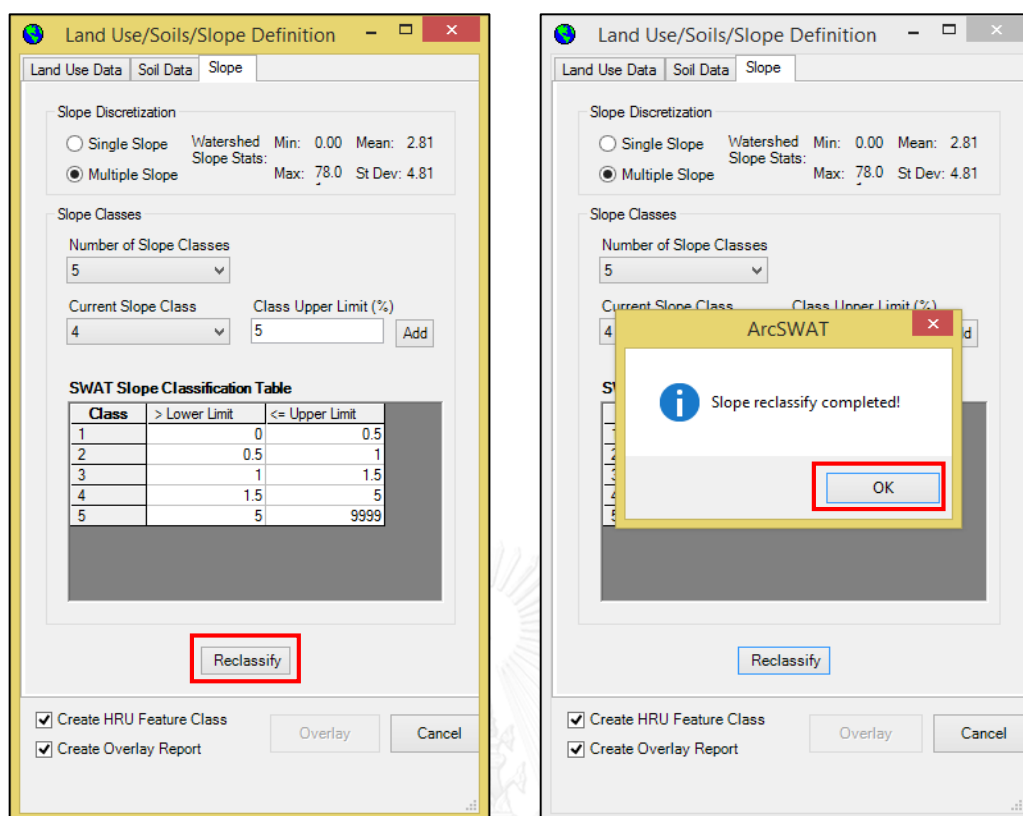 Land Use/Soils/Slope Definition
Land Use Data Soil Data Slope
Slope Discretization
Single Slope
Multiple Slope
Watershed Slope Stats:
Min: 0.00 Mean: 2.81
Max: 78.0 St Dev: 4.81
Slope Classes
Number of Slope Classes
5
Current Slope Class Class Upper Limit (%)
4 5 Add
SWAT Slope Classification Table
Class > Lower Limit <= Upper Limit
1 0 0.5
2 0.5 1
3 1 1.5
4 1.5 5
5 5 9999
Reclassify
Create HRU Feature Class
Create Overlay Report
Overlay Cancel
Land Use/Soils/Slope Definition
Land Use Data Soil Data Slope
Slope Discretization
Single Slope
Multiple Slope
Watershed Slope Stats:
Min: 0.00 Mean: 2.81
Max: 78.0 St Dev: 4.81
Slope Classes
Number of Slope Classes
5
Current Slope Class Class Upper Limit (%)
4
ArcSWAT
Slope reclassify completed!
OK
Reclassify
Create HRU Feature Class
Create Overlay Report
Overlay Cancel